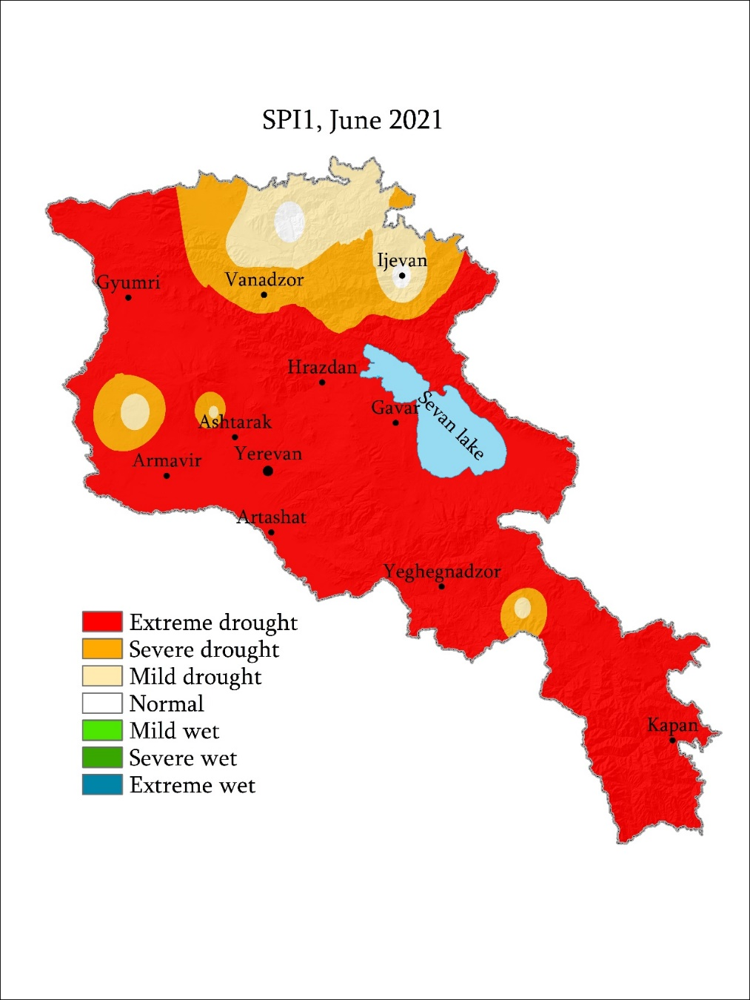 SPI1, June 2021
Ijevan
Gyumri
Vanadzor
Hrazdan
Gavar
Sevan lake
Ashtarak
Yerevan
Armavir
Artashat
Yeghegnadzor
Extreme drought
Severe drought
Mild drought
Normal
Mild wet
Severe wet
Extreme wet
Kapan